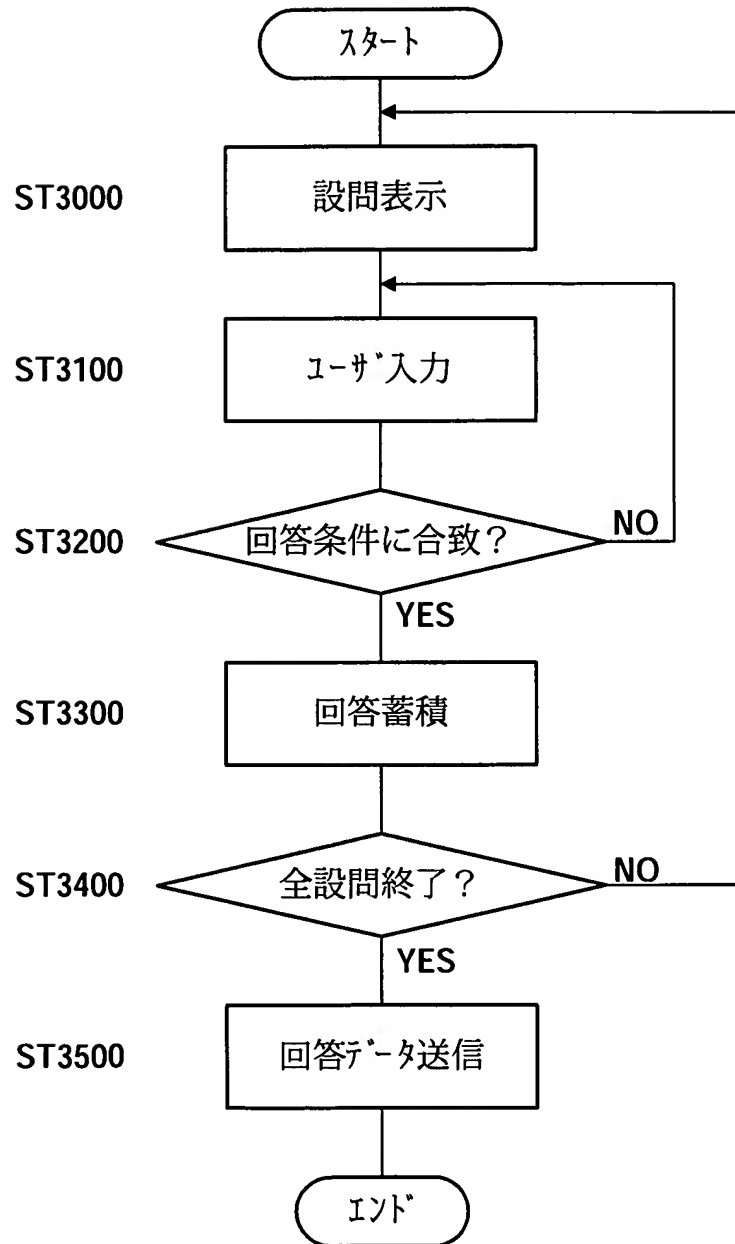 スタート
ST3000
設問表示
ST3100
ユーザ入力
ST3200
回答条件に合致？
NO
YES
ST3300
回答蓄積
ST3400
全設問終了？
NO
YES
ST3500
回答データ送信
エンド